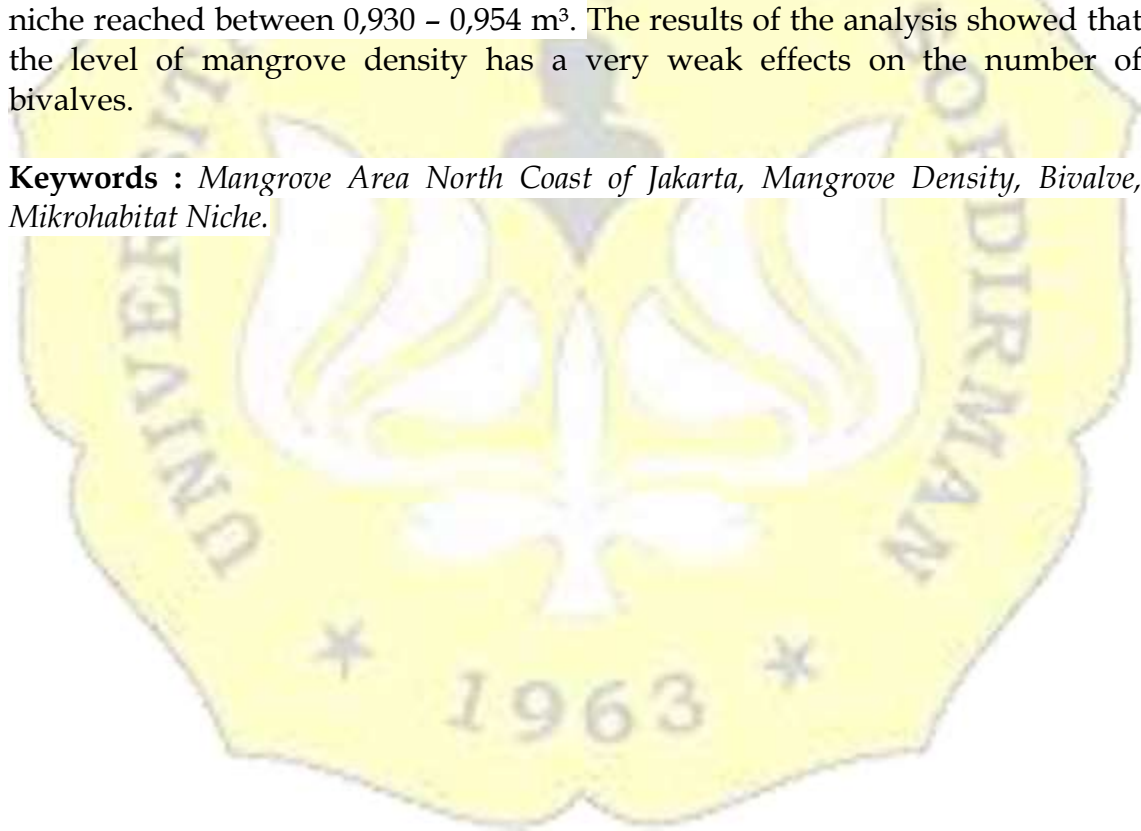 niche reached between 0,930 – 0,954 m³. The results of the analysis showed that
the level of mangrove density has a very weak effects on the number of
bivalves.
Keywords : Mangrove Area North Coast of Jakarta, Mangrove Density, Bivalve,
Mikrohabitat Niche.
UNIVERSIT
SOEDIRMAN
1963